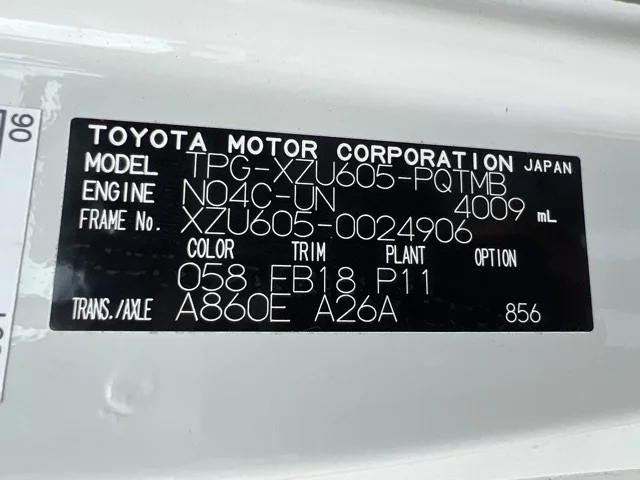 TOYOTA MOTOR CORPORATION JAPAN
MODEL TPG-XZU605-PQTMB
ENGINE N04C-UN 4009 mL
FRAME No. XZU605-0024906
COLOR TRIM PLANT OPTION
058 FB18 P11
TRANS./AXLE A860E A26A 856
06